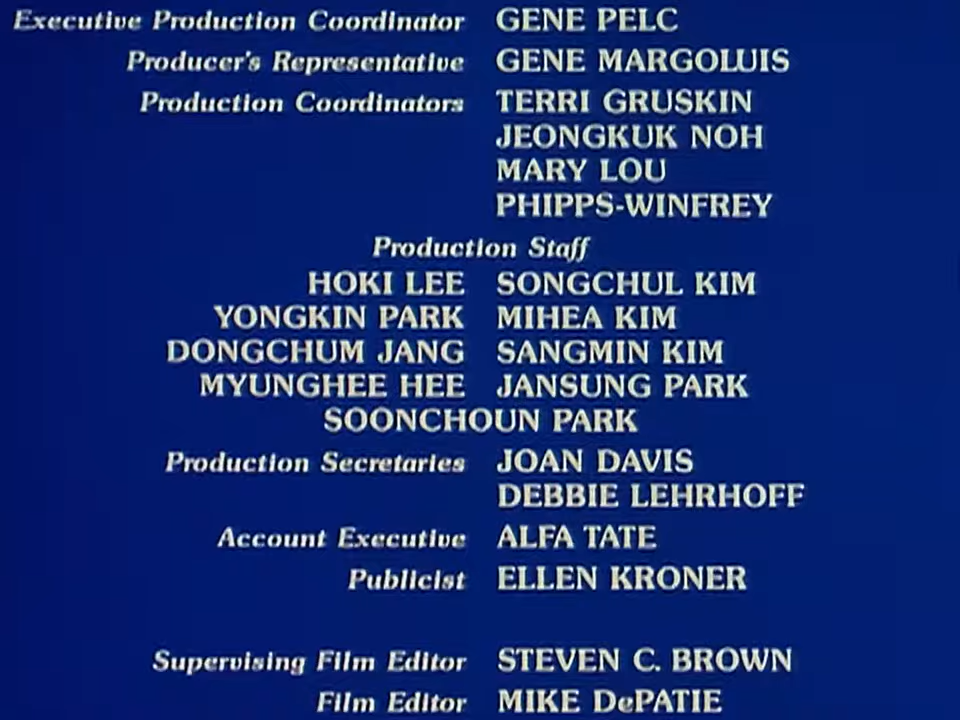 Executive Production Coordinator GENE PELC
Producer's Representative GENE MARGOLUIS
Production Coordinators TERRI GRUSKIN
JEONGKUK NOH
MARY LOU
PHIPPS-WINFREY
Production Staff
HOKI LEE SONGCHUL KIM
YONGKIN PARK MIHEA KIM
DONGCHUM JANG SANGMIN KIM
MYUNGHEE HEE JANSUNG PARK
SOONCHOUN PARK
Production Secretaries JOAN DAVIS
DEBBIE LEHRHOFF
Account Executive ALFA TATE
Publicist ELLEN KRONER
Supervising Film Editor STEVEN C. BROWN
Film Editor MIKE DePATIE